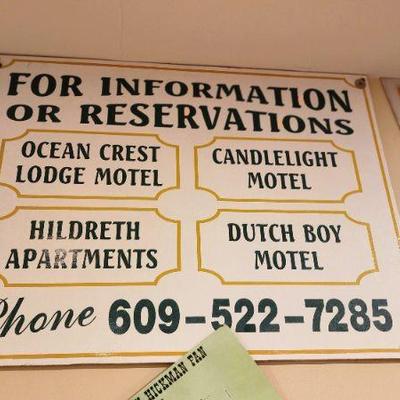 FOR INFORMATION
OR RESERVATIONS
OCEAN CREST
LODGE MOTEL
CANDLELIGHT
MOTEL
HILDRETH
APARTMENTS
DUTCH BOY
MOTEL
Phone 609-522-7285
HICKMAN FAN